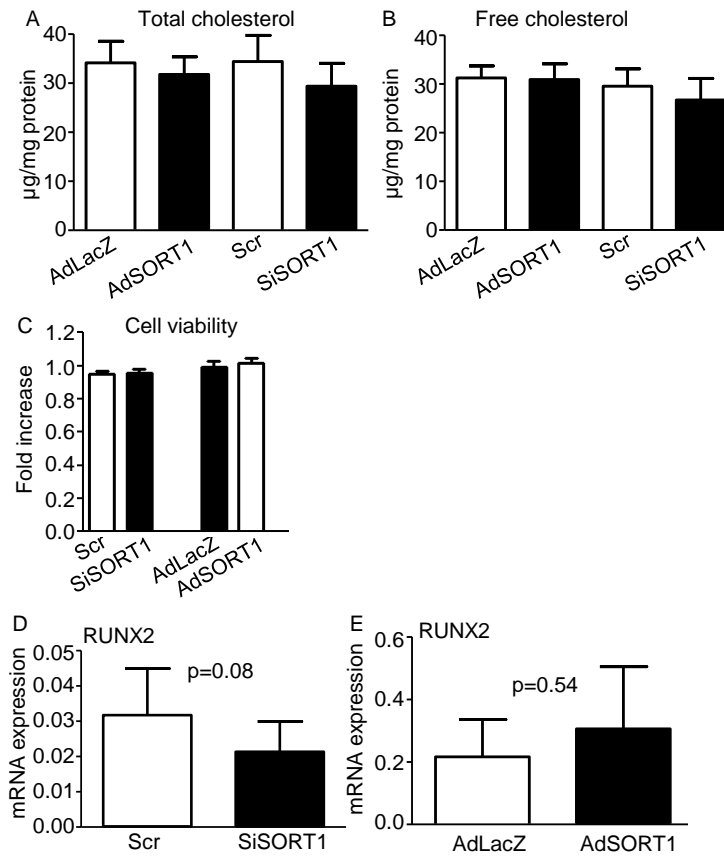 A Total cholesterol
µg/mg protein
40
30
20
10
0
AdLacZ
AdSORT1
Scr
SiSORT1
B Free cholesterol
µg/mg protein
40
30
20
10
0
AdLacZ
AdSORT1
Scr
SiSORT1
C Cell viability
Fold increase
1.2
1.0
0.8
0.6
0.4
0.2
0.0
Scr
SiSORT1
AdLacZ
AdSORT1
D RUNX2
mRNA expression
0.05
0.04
0.03
0.02
0.01
0.00
p=0.08
Scr
SiSORT1
E RUNX2
mRNA expression
0.6
0.4
0.2
0.0
p=0.54
AdLacZ
AdSORT1